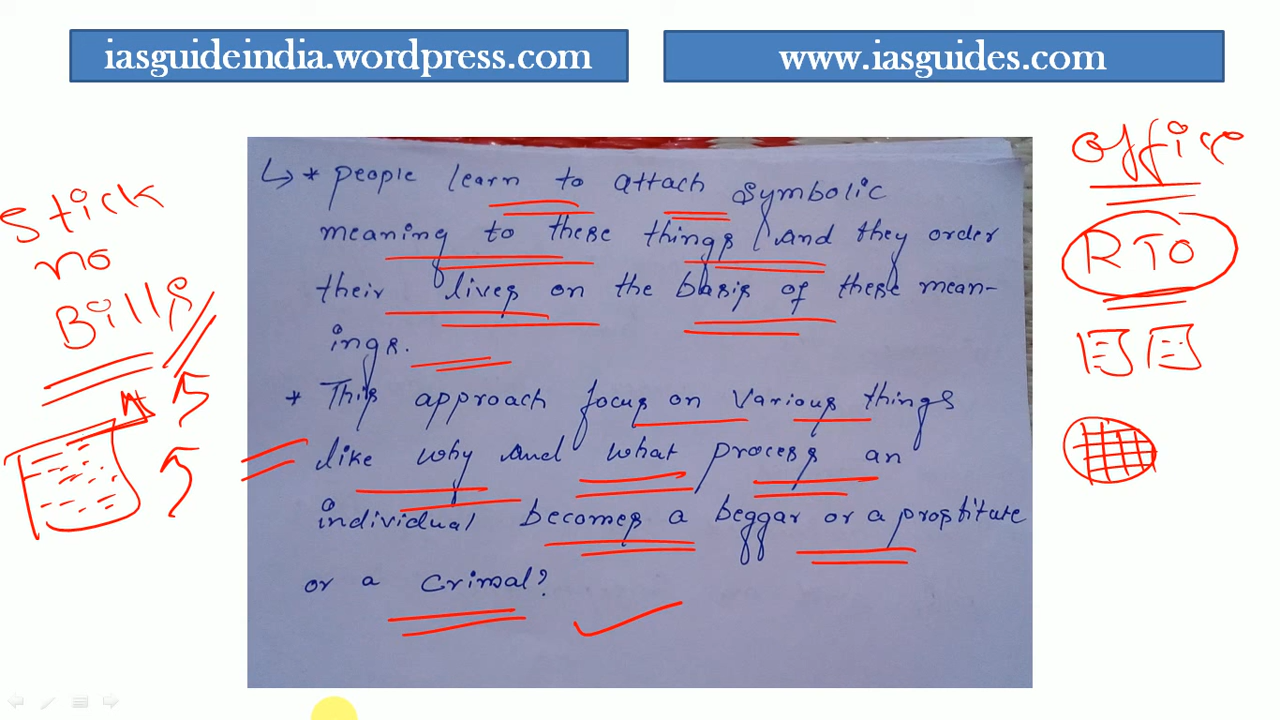 iasguideindia.wordpress.com
www.iasguides.com
↳ * people learn to attach symbolic
meaning to these things and they order
their lives on the basis of these mean-
ings.
* This approach focus on various things
like why and what process an
individual becomes a beggar or a prostitute
or a crimal?
Stick
no
Bills
office
RTO